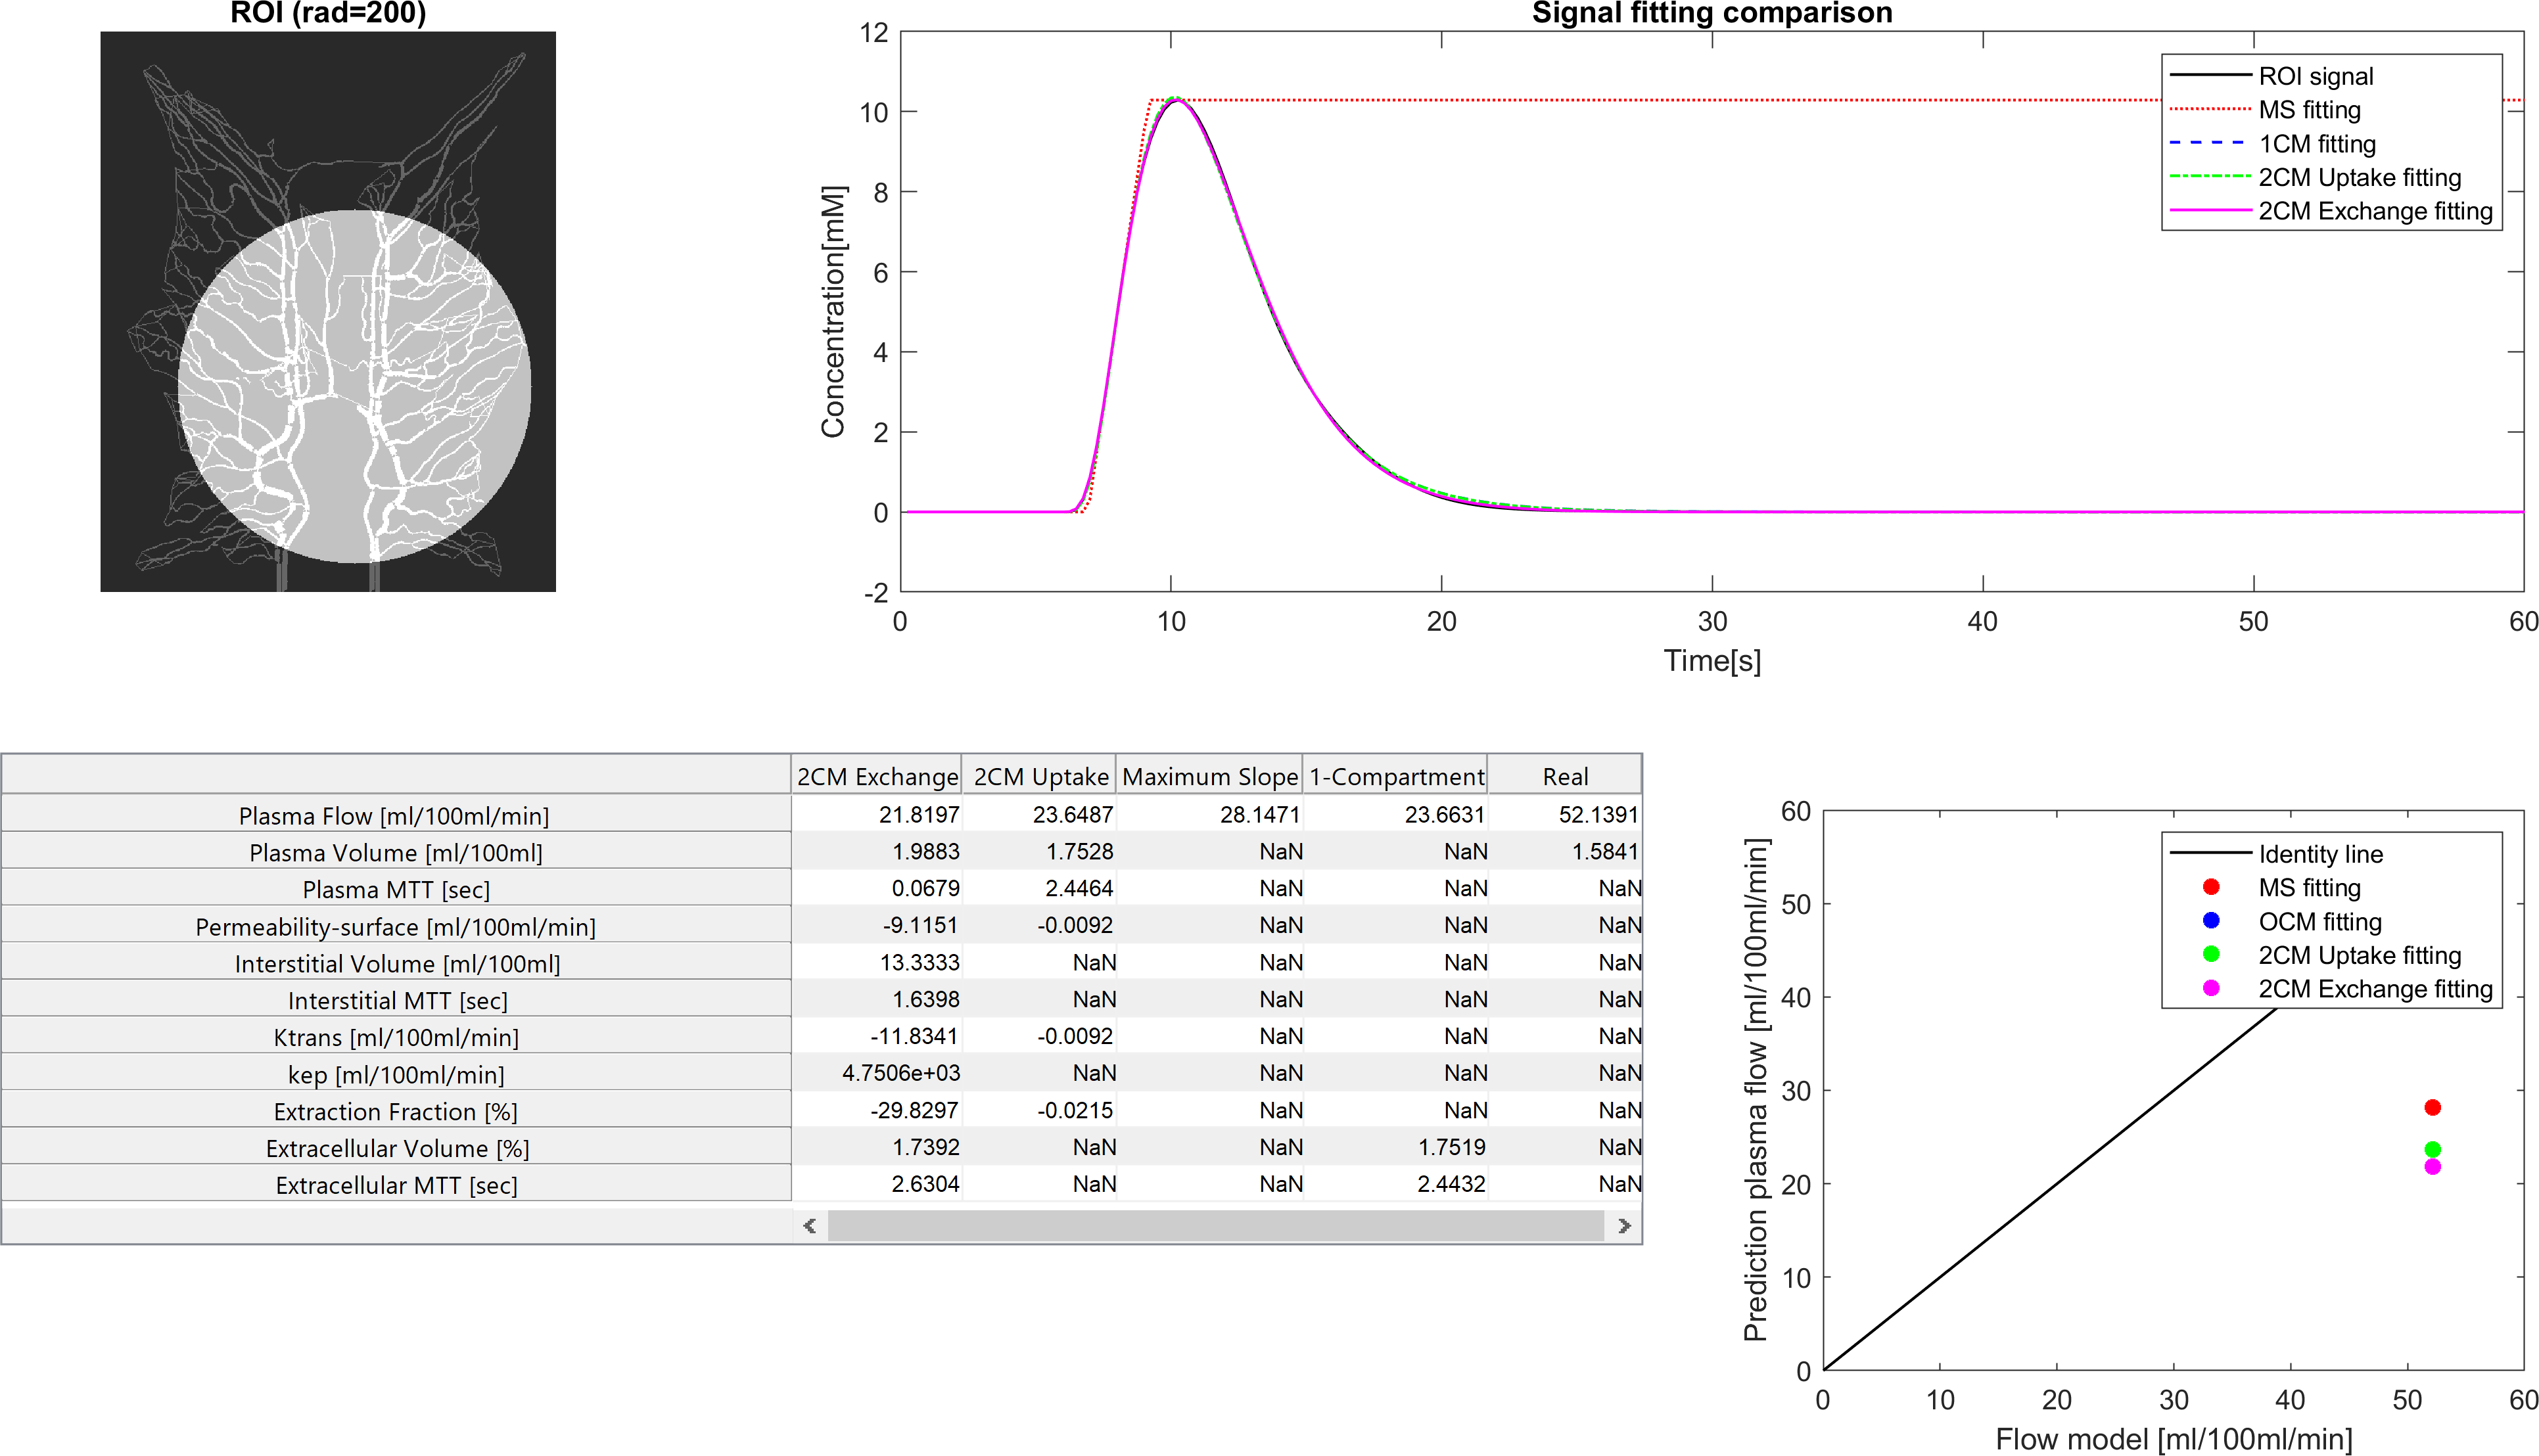 ROI (rad=200)
Signal fitting comparison
12
10
8
6
4
2
0
-2
Concentration[mM]
0 10 20 30 40 50 60
Time[s]
ROI signal
MS fitting
1CM fitting
2CM Uptake fitting
2CM Exchange fitting
2CM Exchange 2CM Uptake Maximum Slope 1-Compartment Real
Plasma Flow [ml/100ml/min] 21.8197 23.6487 28.1471 23.6631 52.1391
Plasma Volume [ml/100ml] 1.9883 1.7528 NaN NaN 1.5841
Plasma MTT [sec] 0.0679 2.4464 NaN NaN NaN
Permeability-surface [ml/100ml/min] -9.1151 -0.0092 NaN NaN NaN
Interstitial Volume [ml/100ml] 13.3333 NaN NaN NaN NaN
Interstitial MTT [sec] 1.6398 NaN NaN NaN NaN
Ktrans [ml/100ml/min] -11.8341 -0.0092 NaN NaN NaN
kep [ml/100ml/min] 4.7506e+03 NaN NaN NaN NaN
Extraction Fraction [%] -29.8297 -0.0215 NaN NaN NaN
Extracellular Volume [%] 1.7392 NaN NaN 1.7519 NaN
Extracellular MTT [sec] 2.6304 NaN NaN 2.4432 NaN
60
50
40
30
20
10
0
Prediction plasma flow [ml/100ml/min]
0 10 20 30 40 50 60
Flow model [ml/100ml/min]
Identity line
MS fitting
OCM fitting
2CM Uptake fitting
2CM Exchange fitting